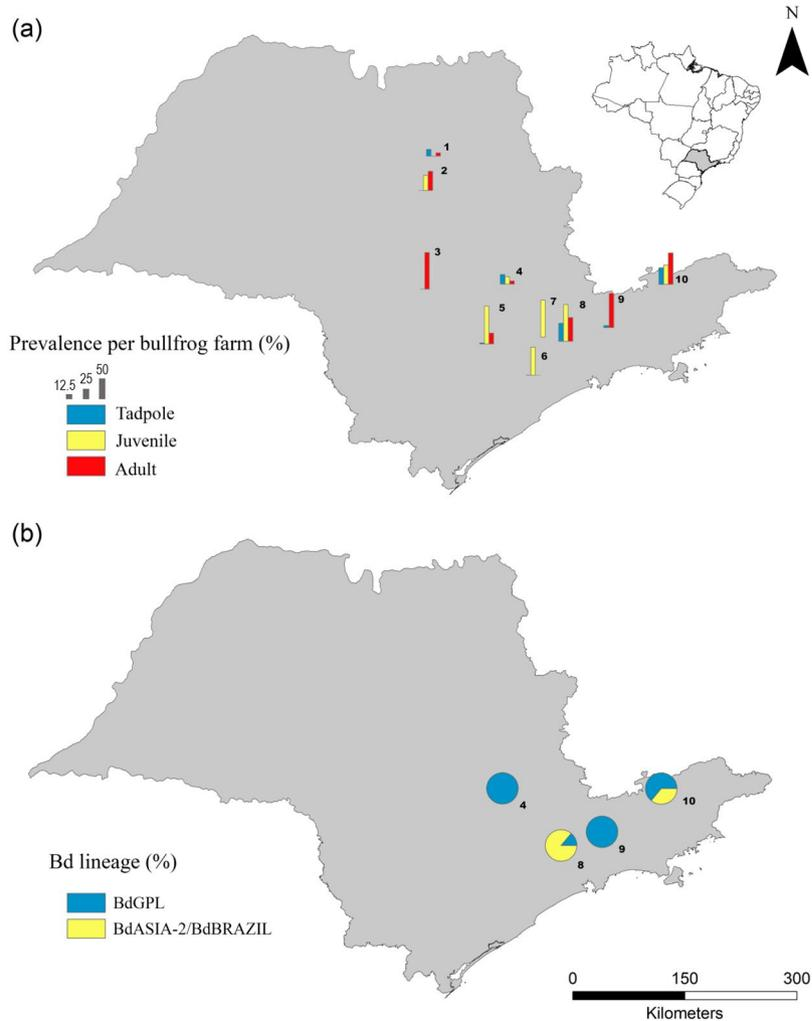 (a)
N
1
2
3
4
5
6
7
8
9
10
Prevalence per bullfrog farm (%)
12.5 25 50
Tadpole
Juvenile
Adult
(b)
4
8
9
10
Bd lineage (%)
BdGPL
BdASIA-2/BdBRAZIL
0 150 300
Kilometers